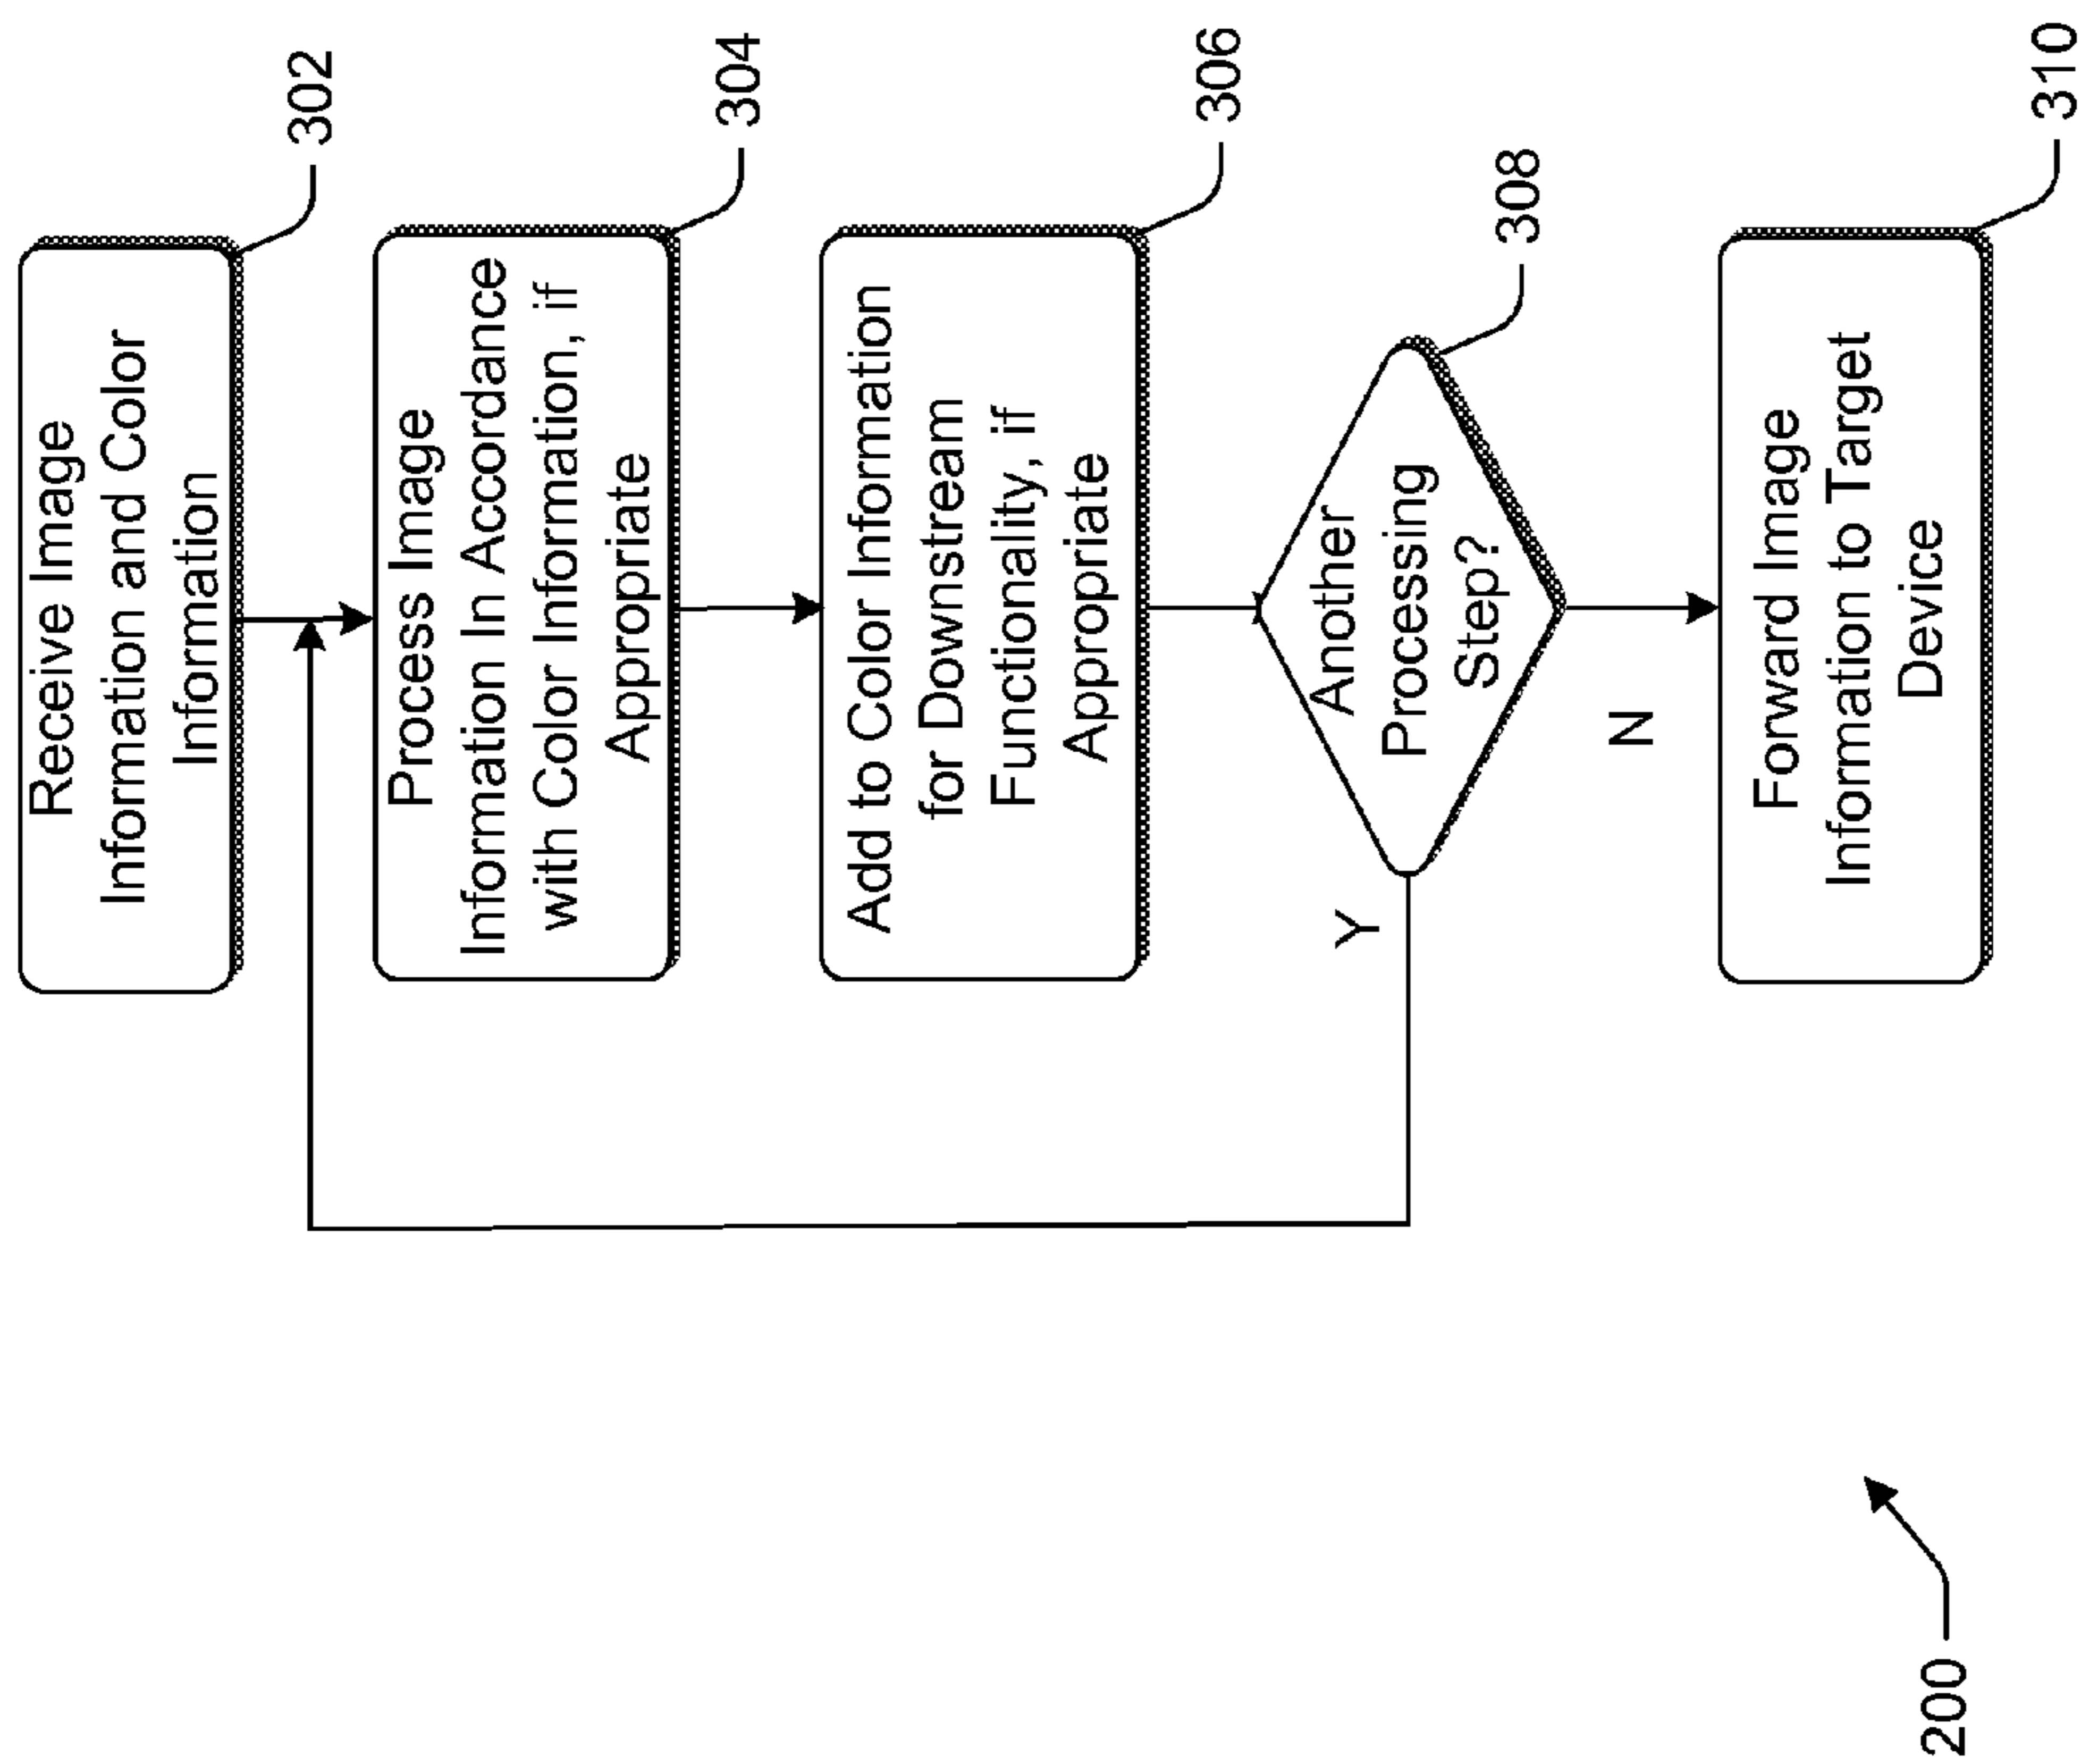 Receive Image
Information and Color
Information
302
Process Image
Information In Accordance
with Color Information, if
Appropriate
304
Add to Color Information
for Downstream
Functionality, if
Appropriate
306
Another
Processing
Step?
308
Y
N
Forward Image
Information to Target
Device
310
200